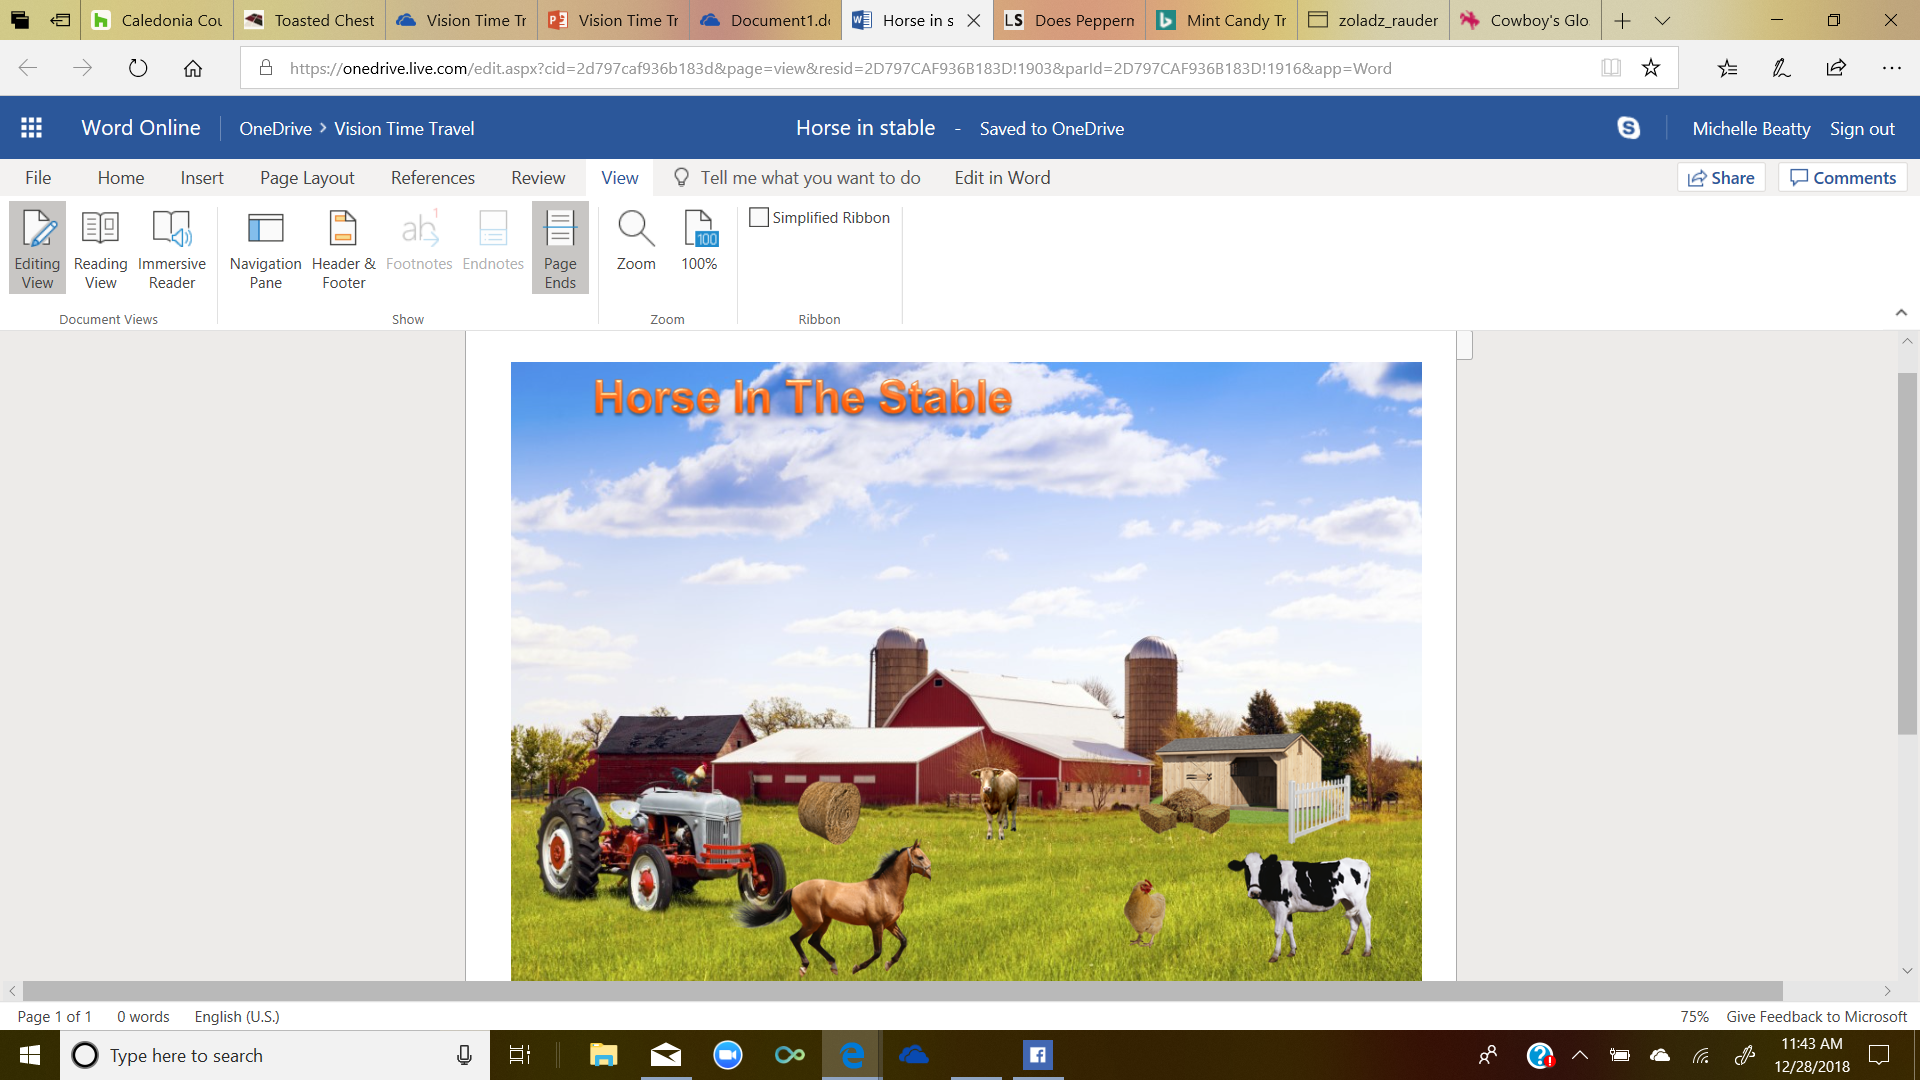 Caledonia Cou
Toasted Chest
Vision Time Tr
Vision Time Tr
Document1.do
Horse in s
Does Peppern
Mint Candy Tr
zoladz_rauder
Cowboy's Glo
https://onedrive.live.com/edit.aspx?cid=2d797caf936b183d&page=view&resid=2D797CAF936B183D!1903&parId=2D797CAF936B183D!1916&app=Word
Word Online OneDrive > Vision Time Travel Horse in stable - Saved to OneDrive Michelle Beatty Sign out
File Home Insert Page Layout References Review View Tell me what you want to do Edit in Word Share Comments
Editing View
Reading View
Immersive Reader
Document Views
Navigation Pane
Header & Footer
Footnotes
Endnotes
Page Ends
Show
Zoom
100%
Zoom
Simplified Ribbon
Ribbon
Horse In The Stable
Page 1 of 1 0 words English (U.S.) 75% Give Feedback to Microsoft
Type here to search
11:43 AM
12/28/2018